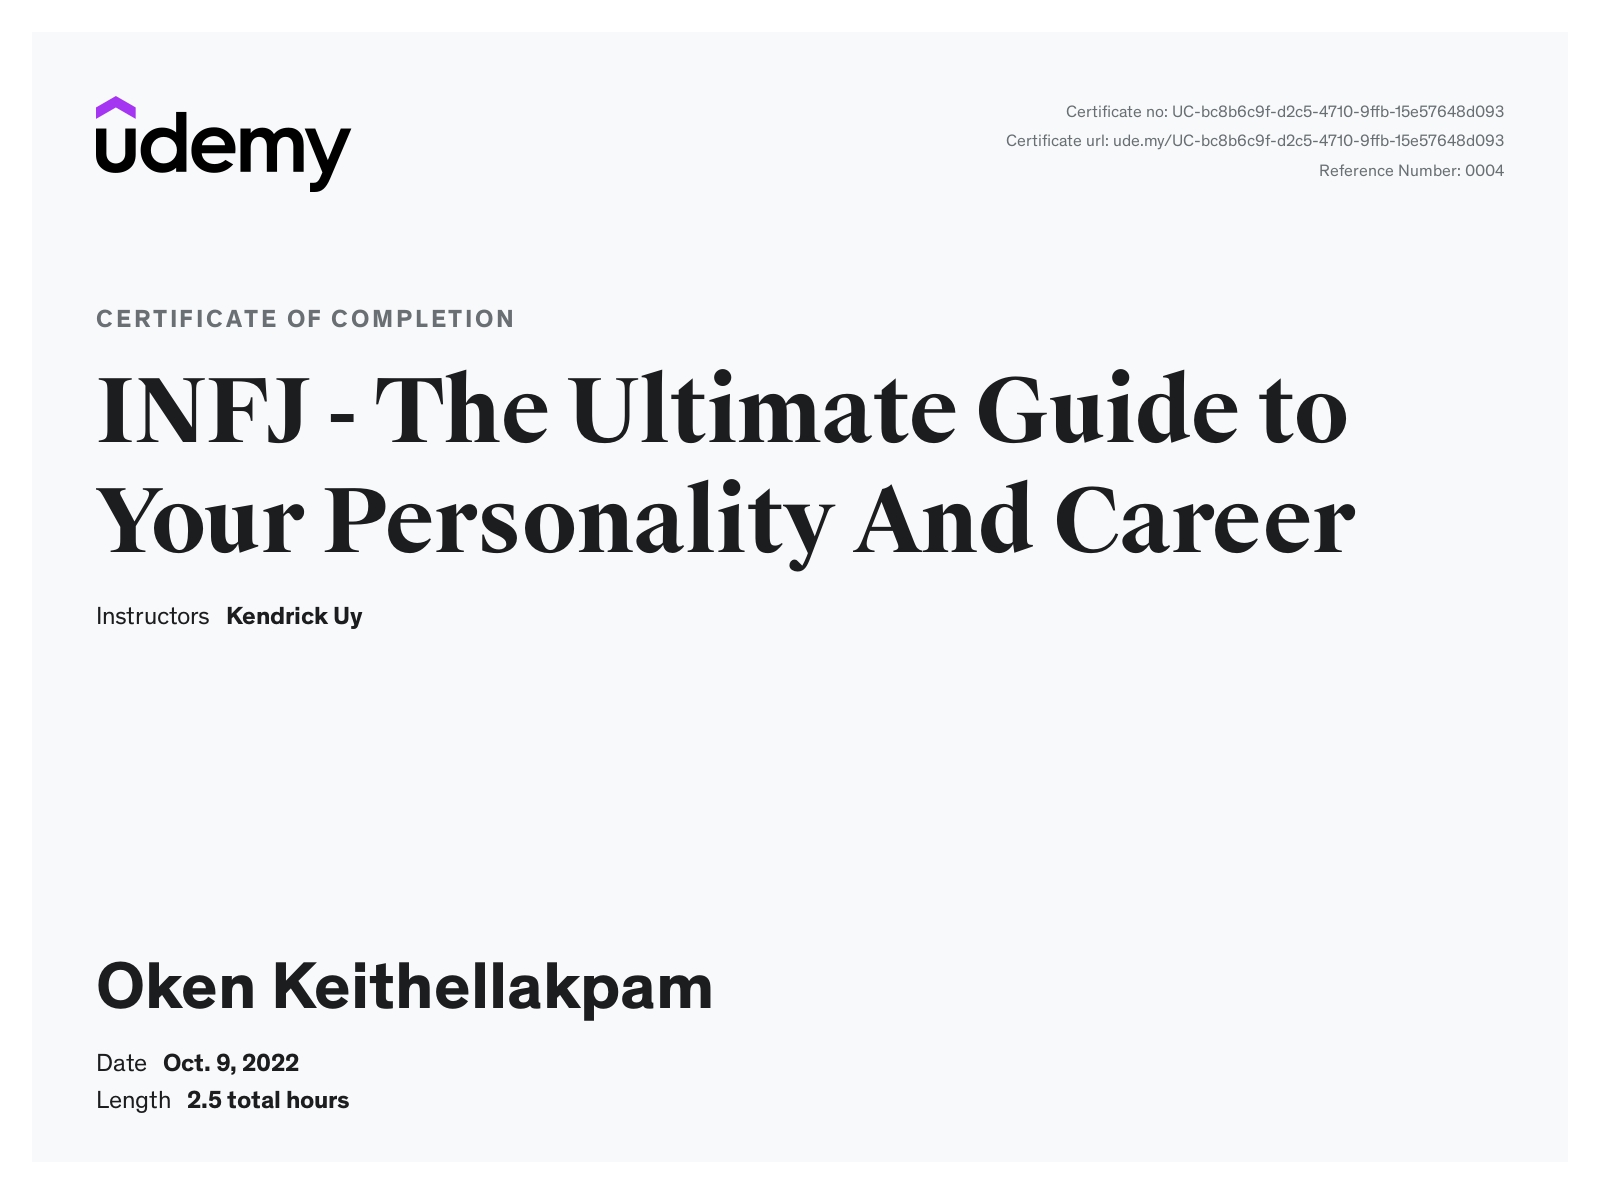 udemy
Certificate no: UC-bc8b6c9f-d2c5-4710-9ffb-15e57648d093
Certificate url: ude.my/UC-bc8b6c9f-d2c5-4710-9ffb-15e57648d093
Reference Number: 0004
CERTIFICATE OF COMPLETION
INFJ - The Ultimate Guide to
Your Personality And Career
Instructors Kendrick Uy
Oken Keithellakpam
Date Oct. 9, 2022
Length 2.5 total hours